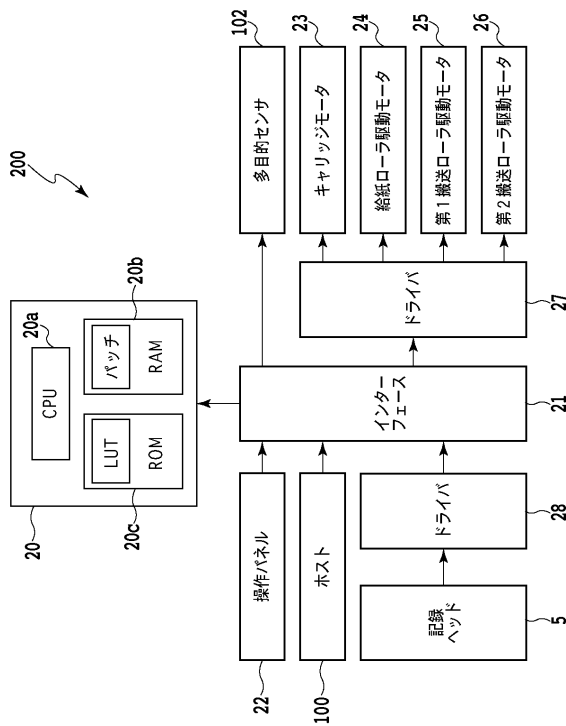 200
20
20a
CPU
20b
パッチ
RAM
LUT
ROM
20c
操作パネル
22
ホスト
100
記録
ヘッド
5
ドライバ
28
インター
フェース
21
ドライバ
27
多目的センサ
102
キャリッジモータ
23
給紙ローラ駆動モータ
24
第1搬送ローラ駆動モータ
25
第2搬送ローラ駆動モータ
26